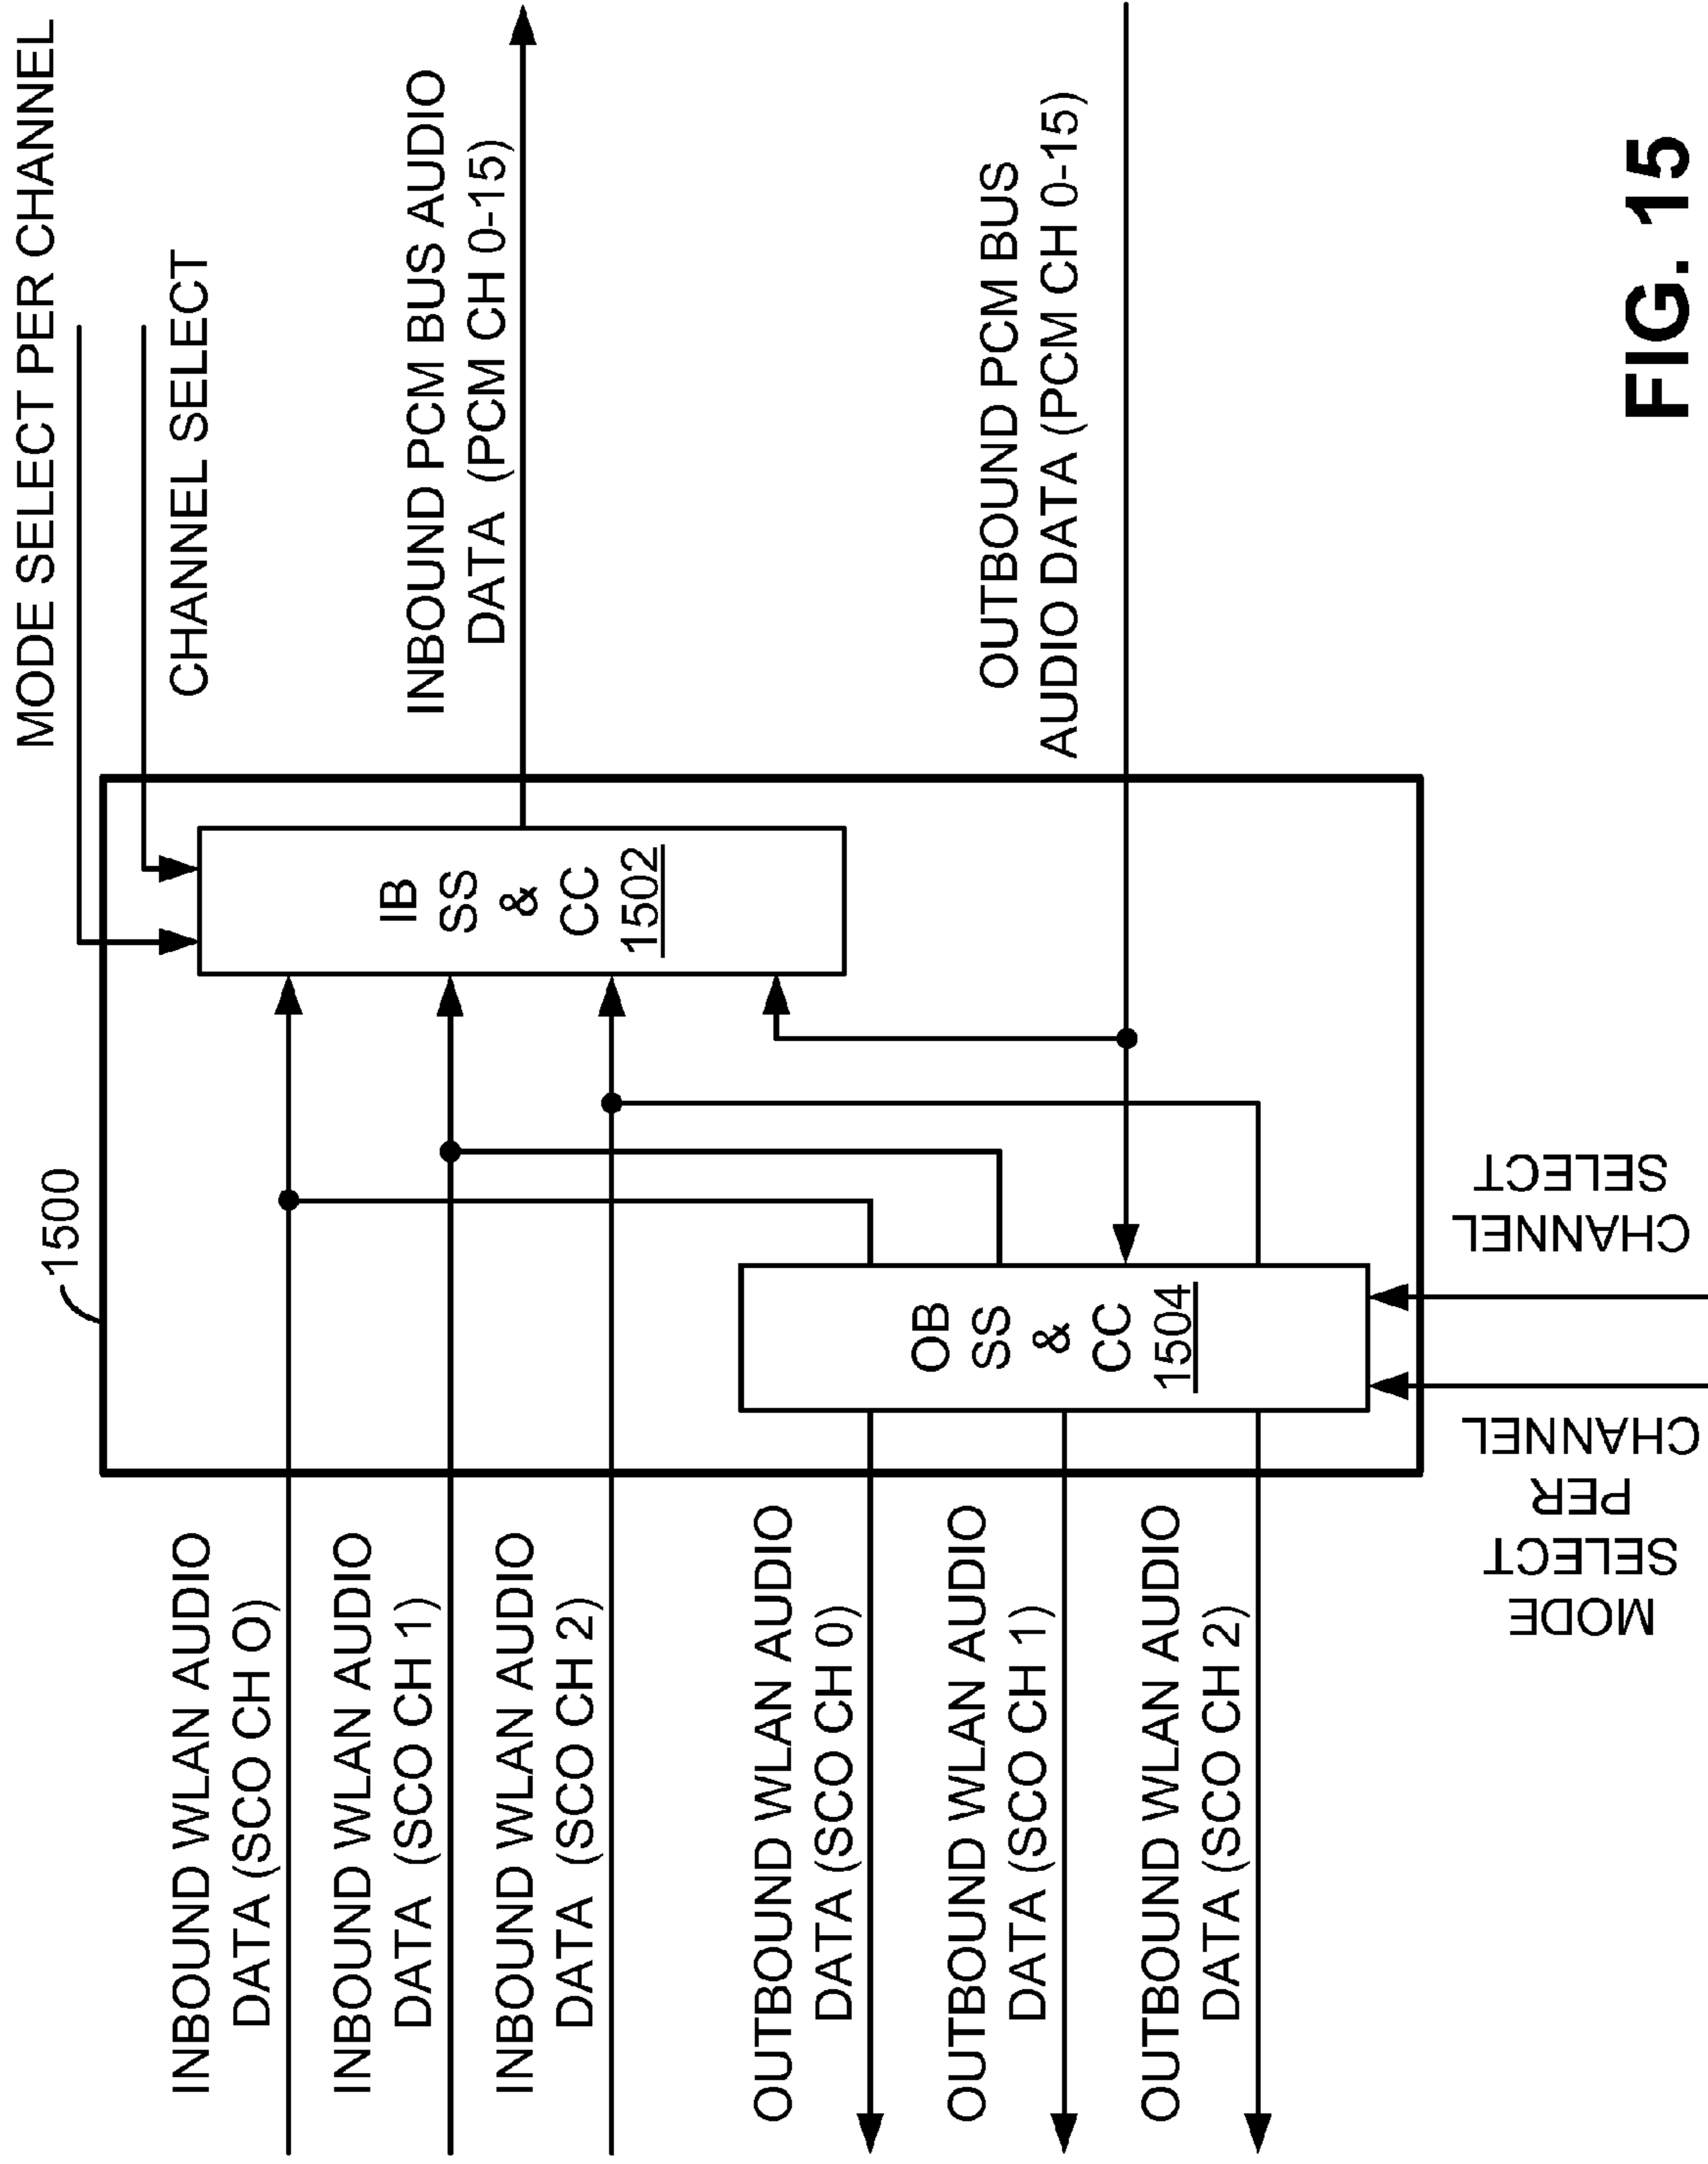 1500
MODE SELECT PER CHANNEL
CHANNEL SELECT
INBOUND WLAN AUDIO
DATA (SCO CH O)
INBOUND WLAN AUDIO
DATA (SCO CH 1)
INBOUND WLAN AUDIO
DATA (SCO CH 2)
IB
SS
&
CC
1502
INBOUND PCM BUS AUDIO
DATA (PCM CH 0-15)
OUTBOUND WLAN AUDIO
DATA (SCO CH 0)
OUTBOUND WLAN AUDIO
DATA (SCO CH 1)
OUTBOUND WLAN AUDIO
DATA (SCO CH 2)
OB
SS
&
CC
1504
OUTBOUND PCM BUS
AUDIO DATA (PCM CH 0-15)
MODE
SELECT
PER
CHANNEL
CHANNEL
SELECT
FIG. 15